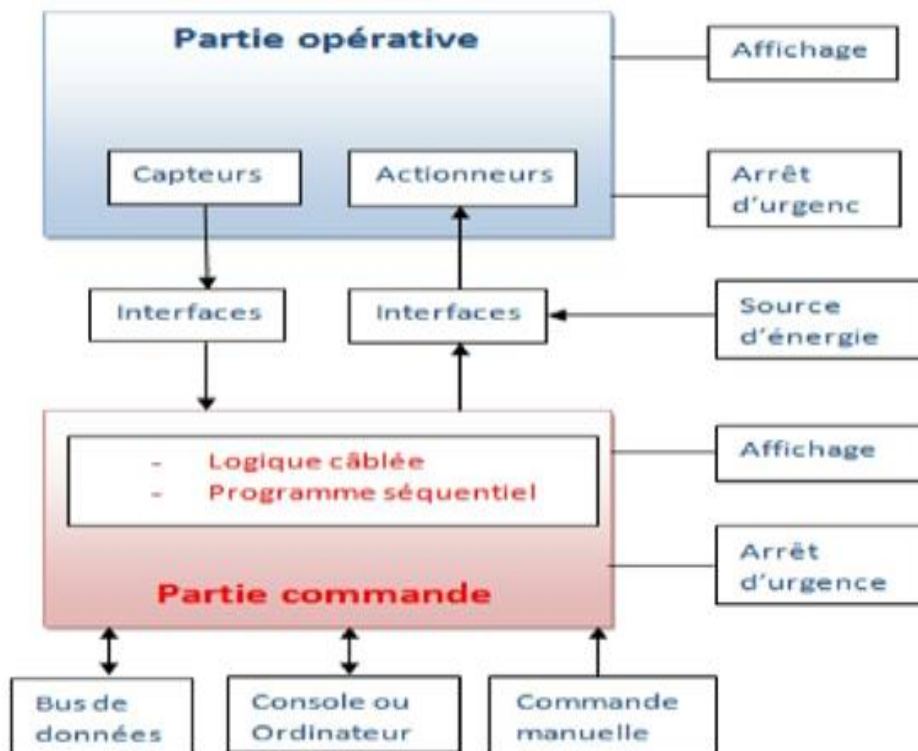 Partie opérative
Affichage
Capteurs
Actionneurs
Arrêt
d'urgenc
Interfaces
Interfaces
Source
d'énergie
- Logique câblée
- Programme séquentiel
Affichage
Arrêt
d'urgence
Partie commande
Bus de
données
Console ou
Ordinateur
Commande
manuelle